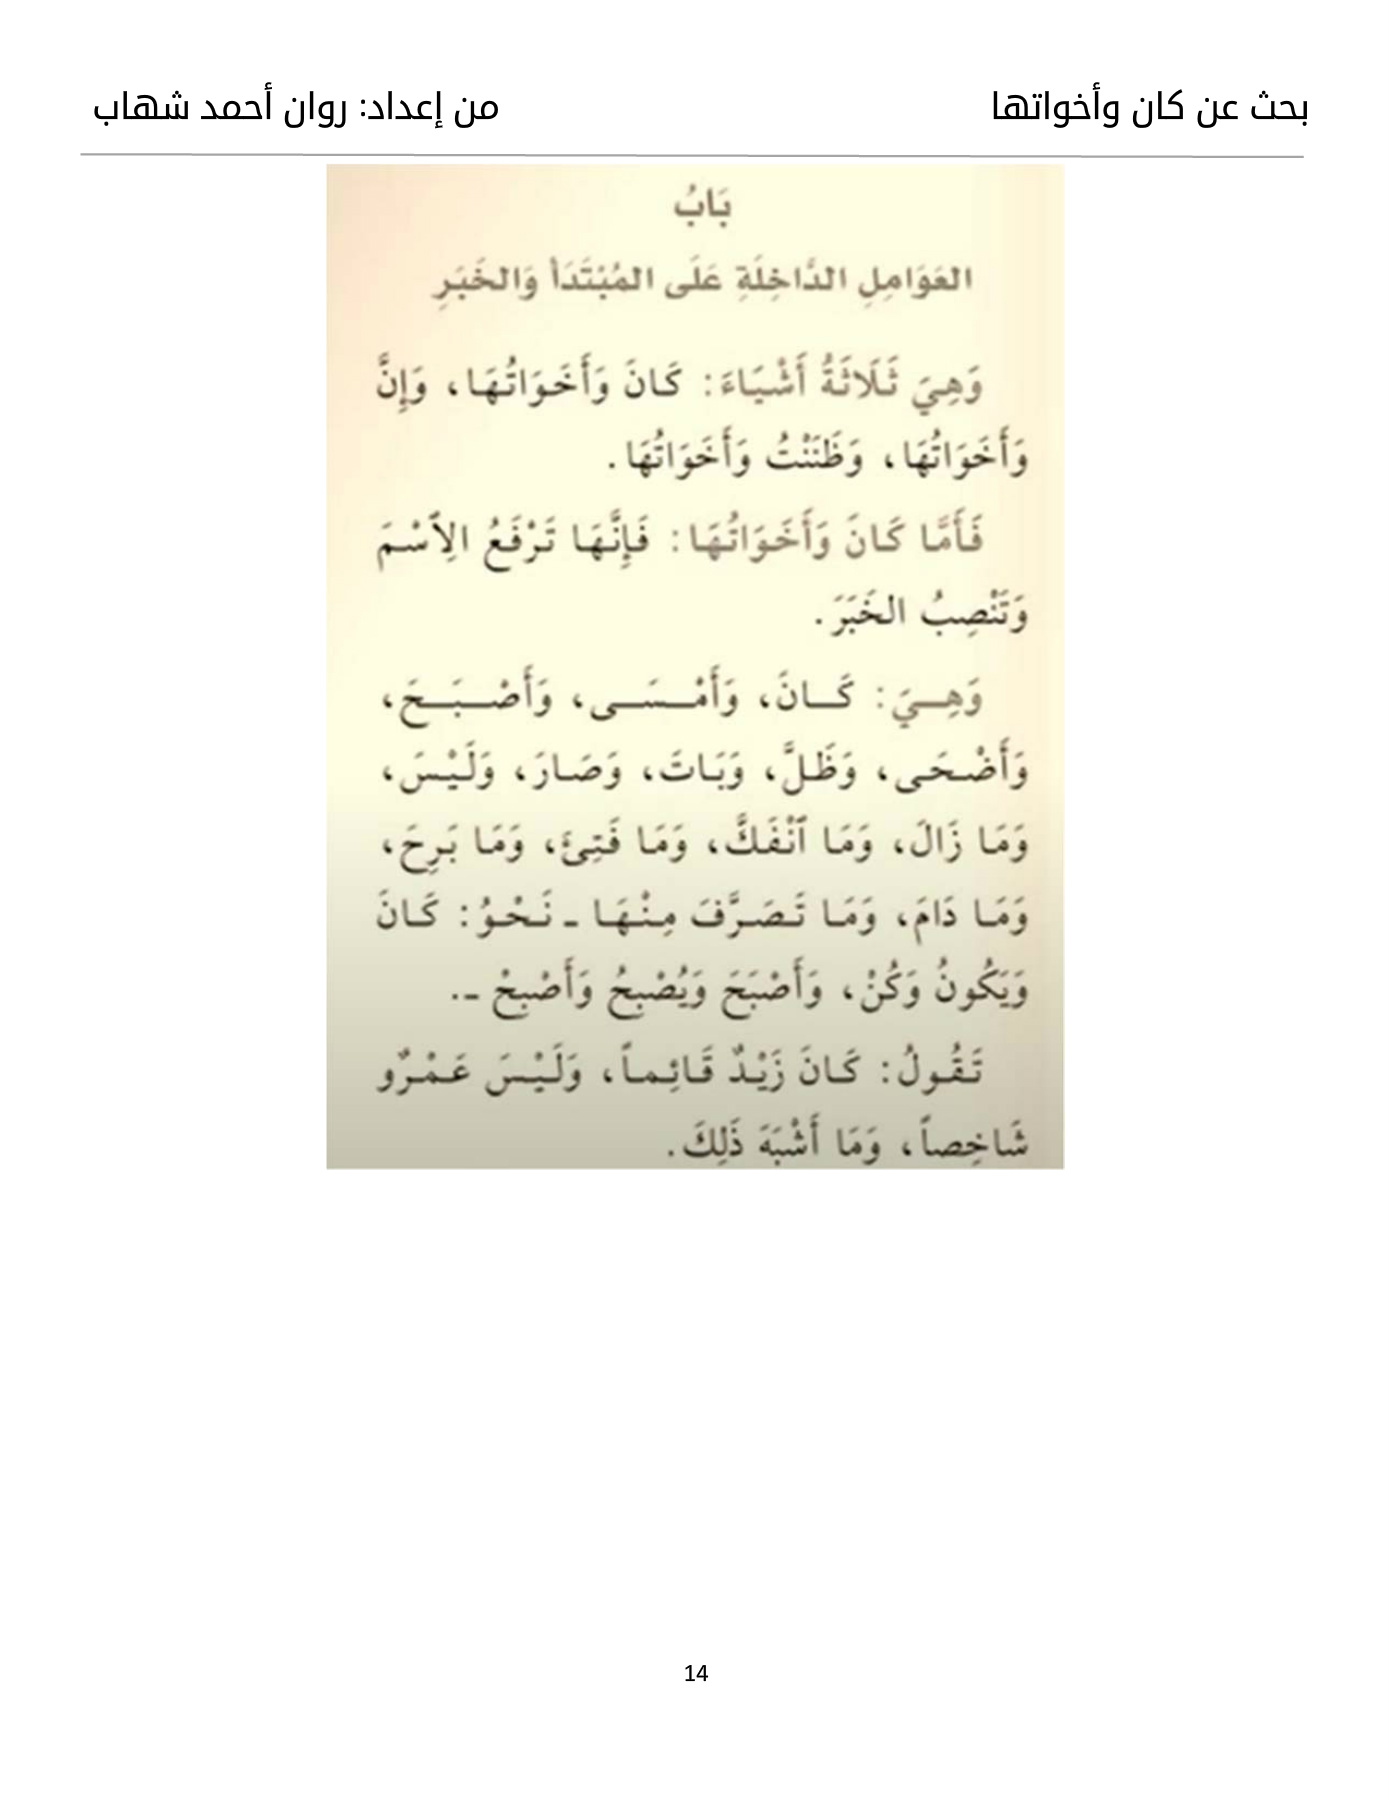 بحث عن كان وأخواتها من إعداد: روان أحمد شهاب
بَابُ
العَوَامِلِ الدَّاخِلَةِ عَلَى المُبْتَدَأ وَالخَبَرِ
وَهِيَ ثَلَاثَةُ أَشْيَاءَ: كَانَ وَأَخَوَاتُهَا، وَإِنَّ
وَأَخَوَاتُهَا، وَظَنَنْتُ وَأَخَوَاتُهَا.
فَأَمَّا كَانَ وَأَخَوَاتُهَا: فَإِنَّهَا تَرْفَعُ الِٱسْمَ
وَتَنْصِبُ الخَبَرَ.
وَهِيَ: كَانَ، وَأَمْسَى، وَأَصْبَحَ،
وَأَضْحَى، وَظَلَّ، وَبَاتَ، وَصَارَ، وَلَيْسَ،
وَمَا زَالَ، وَمَا ٱنْفَكَّ، وَمَا فَتِئَ، وَمَا بَرِحَ،
وَمَا دَامَ، وَمَا تَصَرَّفَ مِنْهَا ـ نَحْوُ: كَانَ
وَيَكُونُ وَكُنْ، وَأَصْبَحَ وَيُصْبِحُ وَأَصْبِحْ ـ.
تَقُولُ: كَانَ زَيْدٌ قَائِماً، وَلَيْسَ عَمْرٌو
شَاخِصاً، وَمَا أَشْبَهَ ذَلِكَ.
14